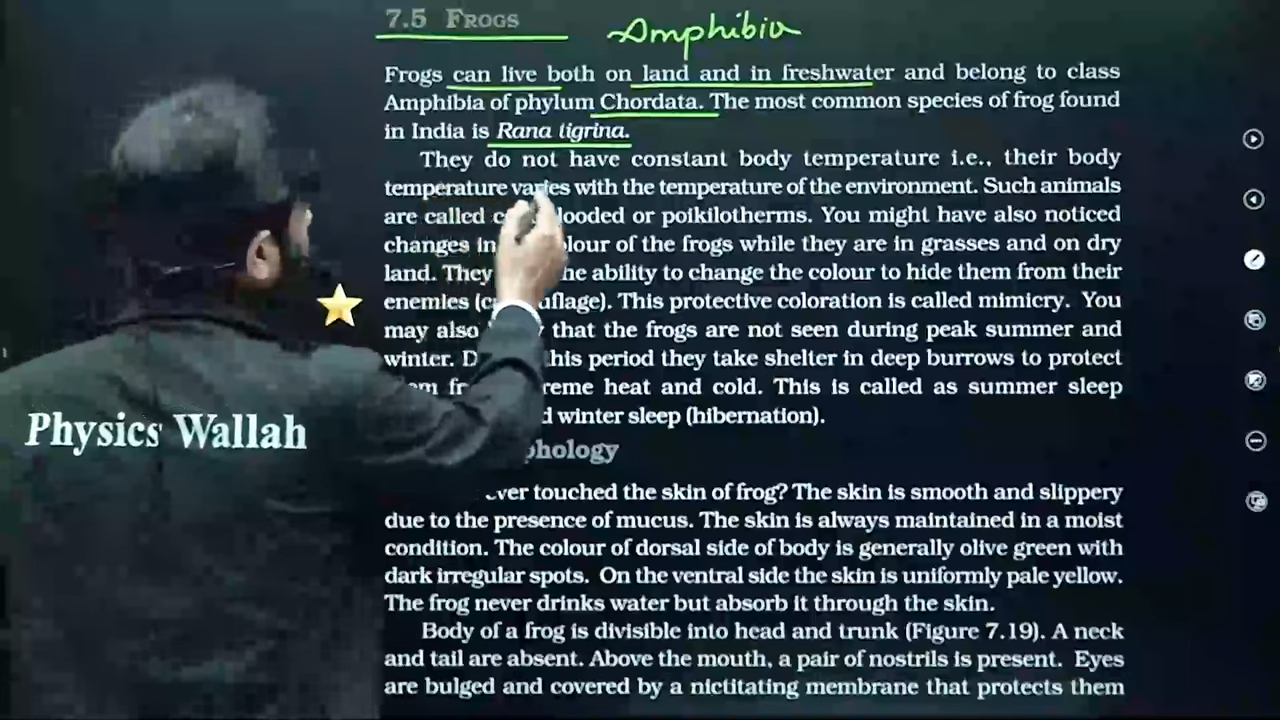 7.5 FROGS Amphibia
Frogs can live both on land and in freshwater and belong to class
Amphibia of phylum Chordata. The most common species of frog found
in India is Rana tigrina.
They do not have constant body temperature i.e., their body
temperature varies with the temperature of the environment. Such animals
are called looded or poikilotherms. You might have also noticed
changes in olour of the frogs while they are in grasses and on dry
land. They he ability to change the colour to hide them from their
enemies (c uflage). This protective coloration is called mimicry. You
may also that the frogs are not seen during peak summer and
winter. D his period they take shelter in deep burrows to protect
em fr reme heat and cold. This is called as summer sleep
d winter sleep (hibernation).
phology
ever touched the skin of frog? The skin is smooth and slippery
due to the presence of mucus. The skin is always maintained in a moist
condition. The colour of dorsal side of body is generally olive green with
dark irregular spots. On the ventral side the skin is uniformly pale yellow.
The frog never drinks water but absorb it through the skin.
Body of a frog is divisible into head and trunk (Figure 7.19). A neck
and tail are absent. Above the mouth, a pair of nostrils is present. Eyes
are bulged and covered by a nictitating membrane that protects them
Physics Wallah